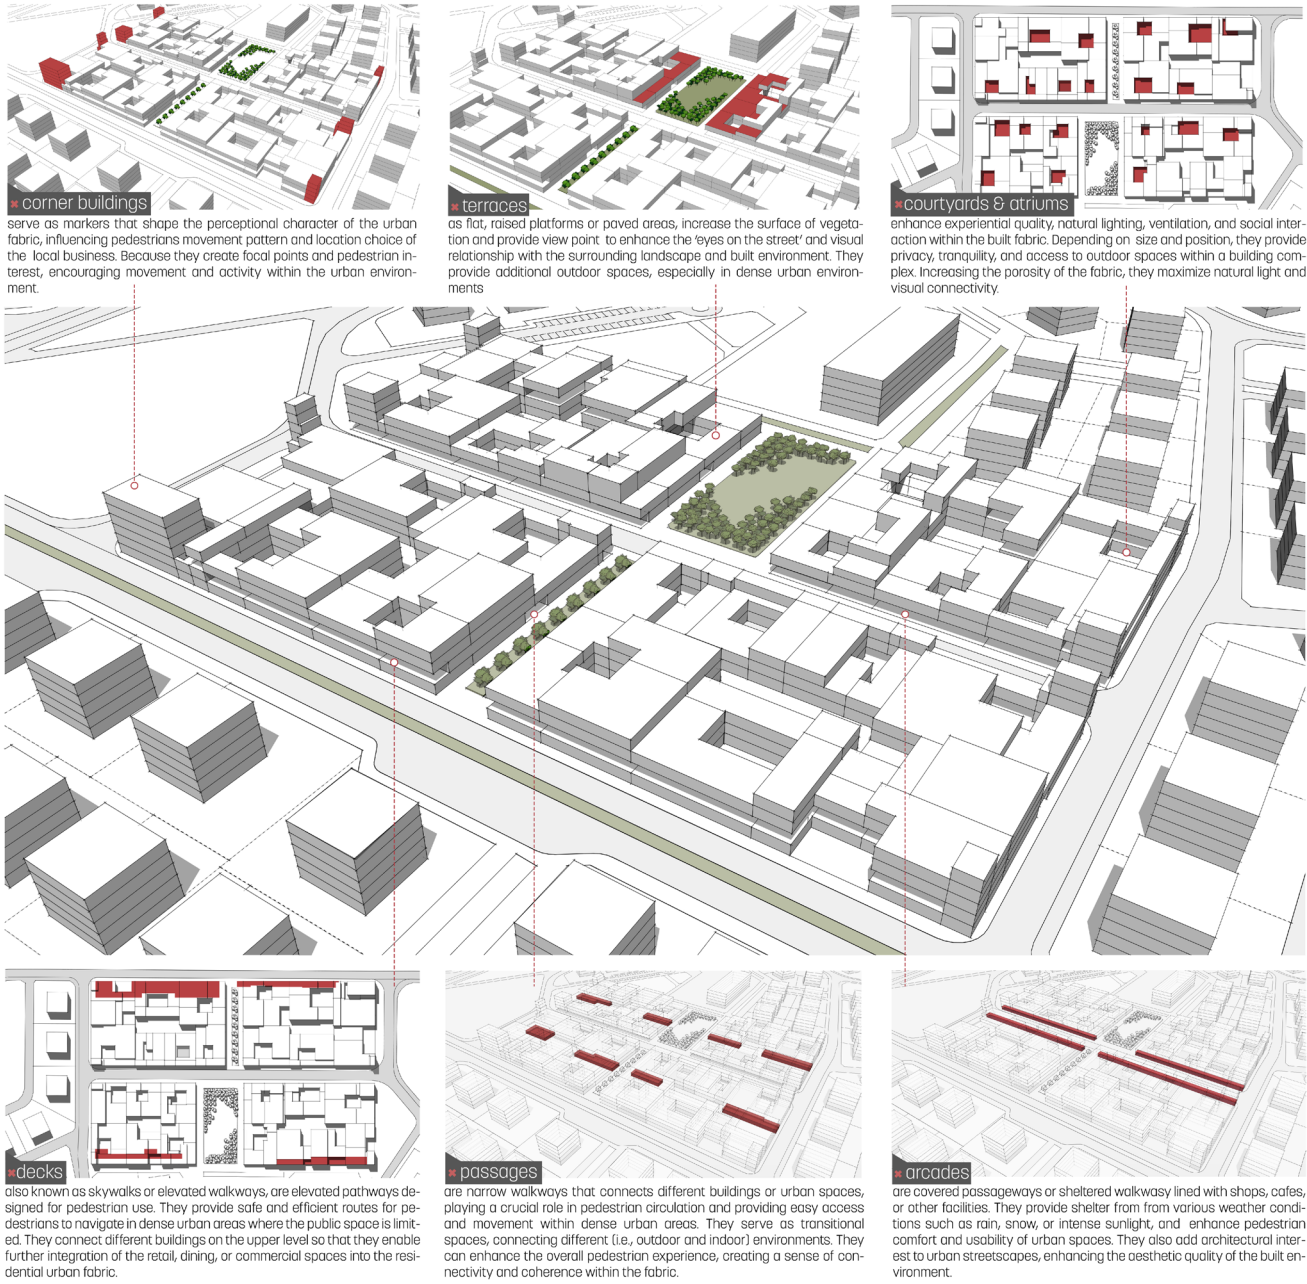 corner buildings
serve as markers that shape the perceptional character of the urban
fabric, influencing pedestrians movement pattern and location choice of
the local business. Because they create focal points and pedestrian in-
terest, encouraging movement and activity within the urban environ-
ment.
terraces
as flat, raised platforms or paved areas, increase the surface of vegeta-
tion and provide view point to enhance the 'eyes on the street' and visual
relationship with the surrounding landscape and built environment. They
provide additional outdoor spaces, especially in dense urban environ-
ments
courtyards & atriums
enhance experiential quality, natural lighting, ventilation, and social inter-
action within the built fabric. Depending on size and position, they provide
privacy, tranquility, and access to outdoor spaces within a building com-
plex. Increasing the porosity of the fabric, they maximize natural light and
visual connectivity.
decks
also known as skywalks or elevated walkways, are elevated pathways de-
signed for pedestrian use. They provide safe and efficient routes for pe-
destrians to navigate in dense urban areas where the public space is limit-
ed. They connect different buildings on the upper level so that they enable
further integration of the retail, dining, or commercial spaces into the resi-
dential urban fabric.
passages
are narrow walkways that connects different buildings or urban spaces,
playing a crucial role in pedestrian circulation and providing easy access
and movement within dense urban areas. They serve as transitional
spaces, connecting different (i.e., outdoor and indoor) environments. They
can enhance the overall pedestrian experience, creating a sense of con-
nectivity and coherence within the fabric.
arcades
are covered passageways or sheltered walkwasy lined with shops, cafes,
or other facilities. They provide shelter from from various weather condi-
tions such as rain, snow, or intense sunlight, and enhance pedestrian
comfort and usability of urban spaces. They also add architectural inter-
est to urban streetscapes, enhancing the aesthetic quality of the built en-
vironment.